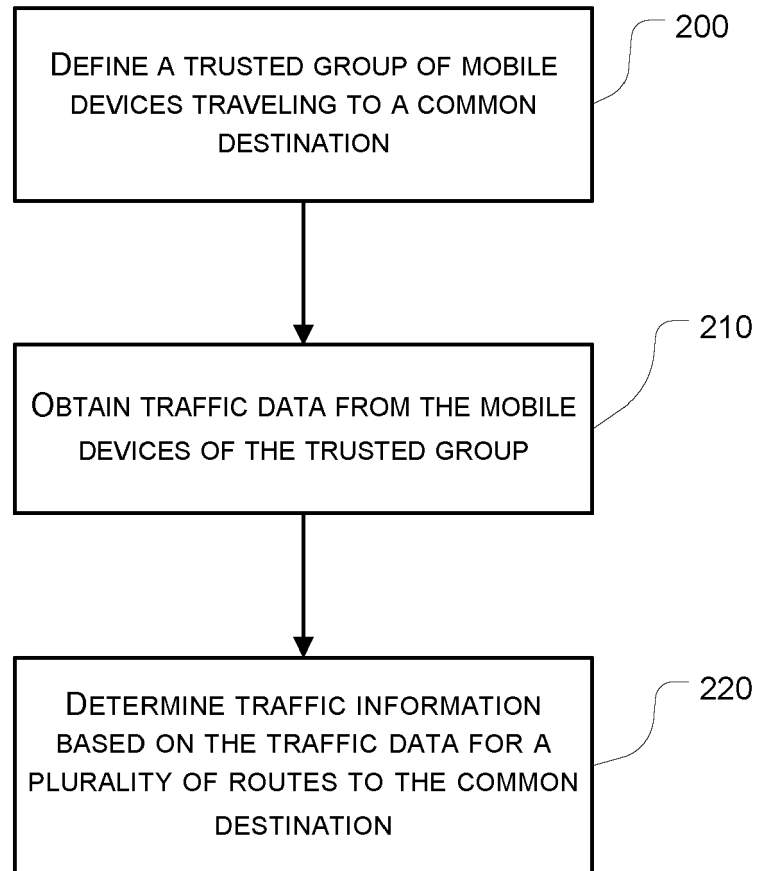 200
DEFINE A TRUSTED GROUP OF MOBILE
DEVICES TRAVELING TO A COMMON
DESTINATION
210
OBTAIN TRAFFIC DATA FROM THE MOBILE
DEVICES OF THE TRUSTED GROUP
220
DETERMINE TRAFFIC INFORMATION
BASED ON THE TRAFFIC DATA FOR A
PLURALITY OF ROUTES TO THE COMMON
DESTINATION